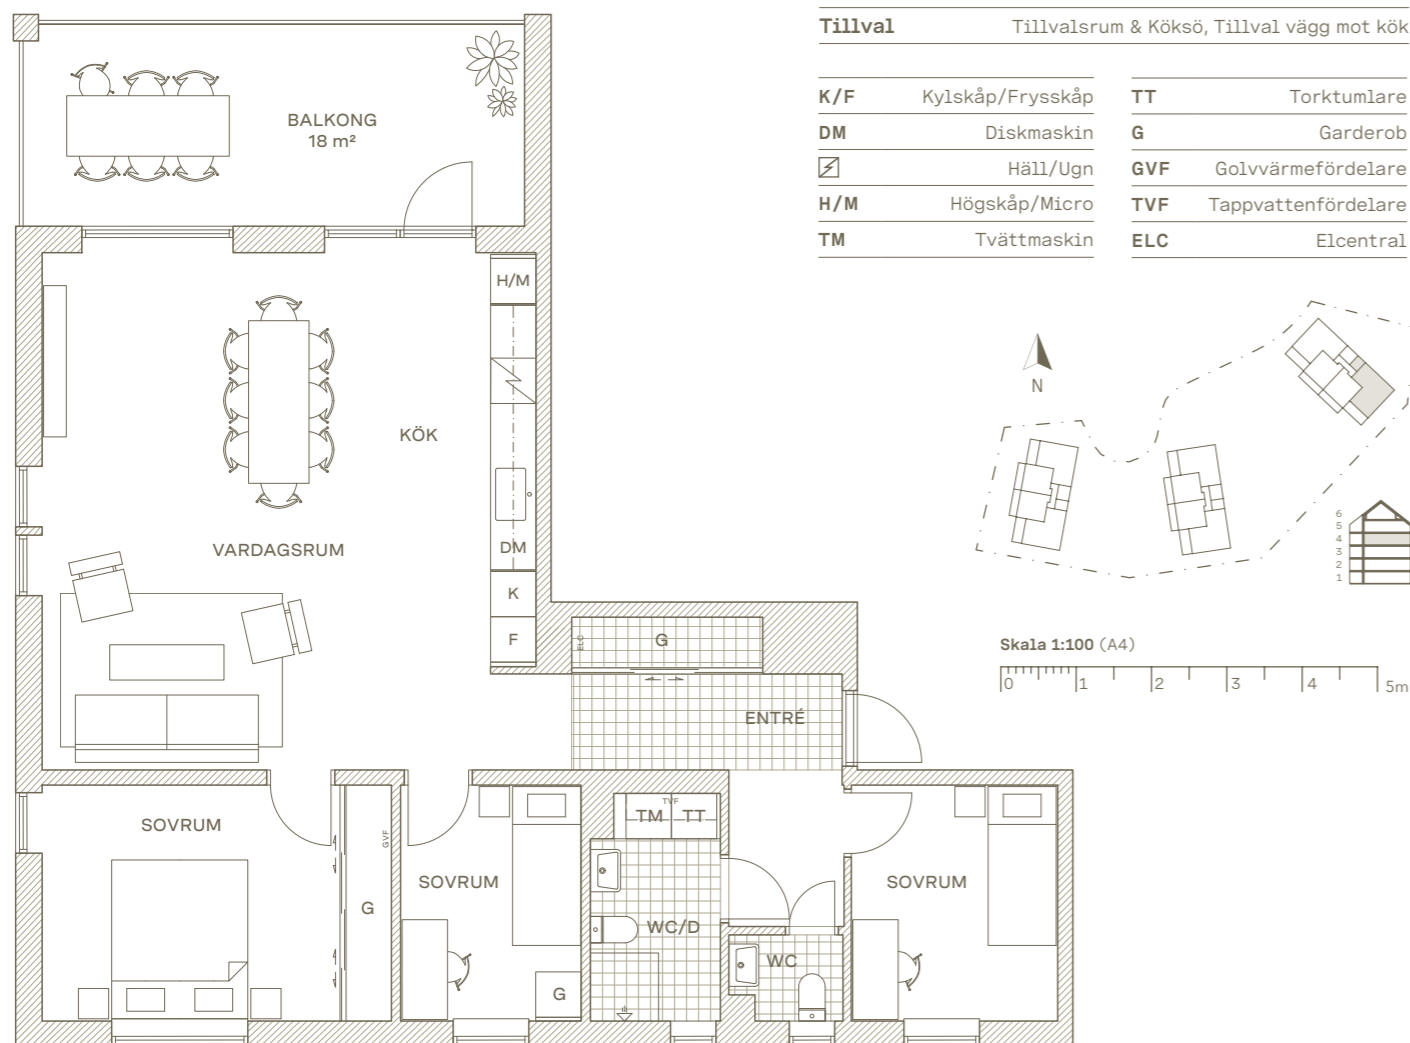 Tillval Tillvalsrum & Köksö, Tillval vägg mot kök
K/F Kylskåp/Frysskåp
DM Diskmaskin
Häll/Ugn
H/M Högskåp/Micro
TM Tvättmaskin
TT Torktumlare
G Garderob
GVF Golvvärmefördelare
TVF Tappvattenfördelare
ELC Elcentral
BALKONG
18 m²
H/M
KÖK
VARDAGSRUM
DM
K
F
ELC
G
ENTRÉ
N
6
5
4
3
2
1
Skala 1:100 (A4)
0 1 2 3 4 5m
SOVRUM
GVF
G
SOVRUM
G
TVF
TM TT
WC/D
WC
SOVRUM